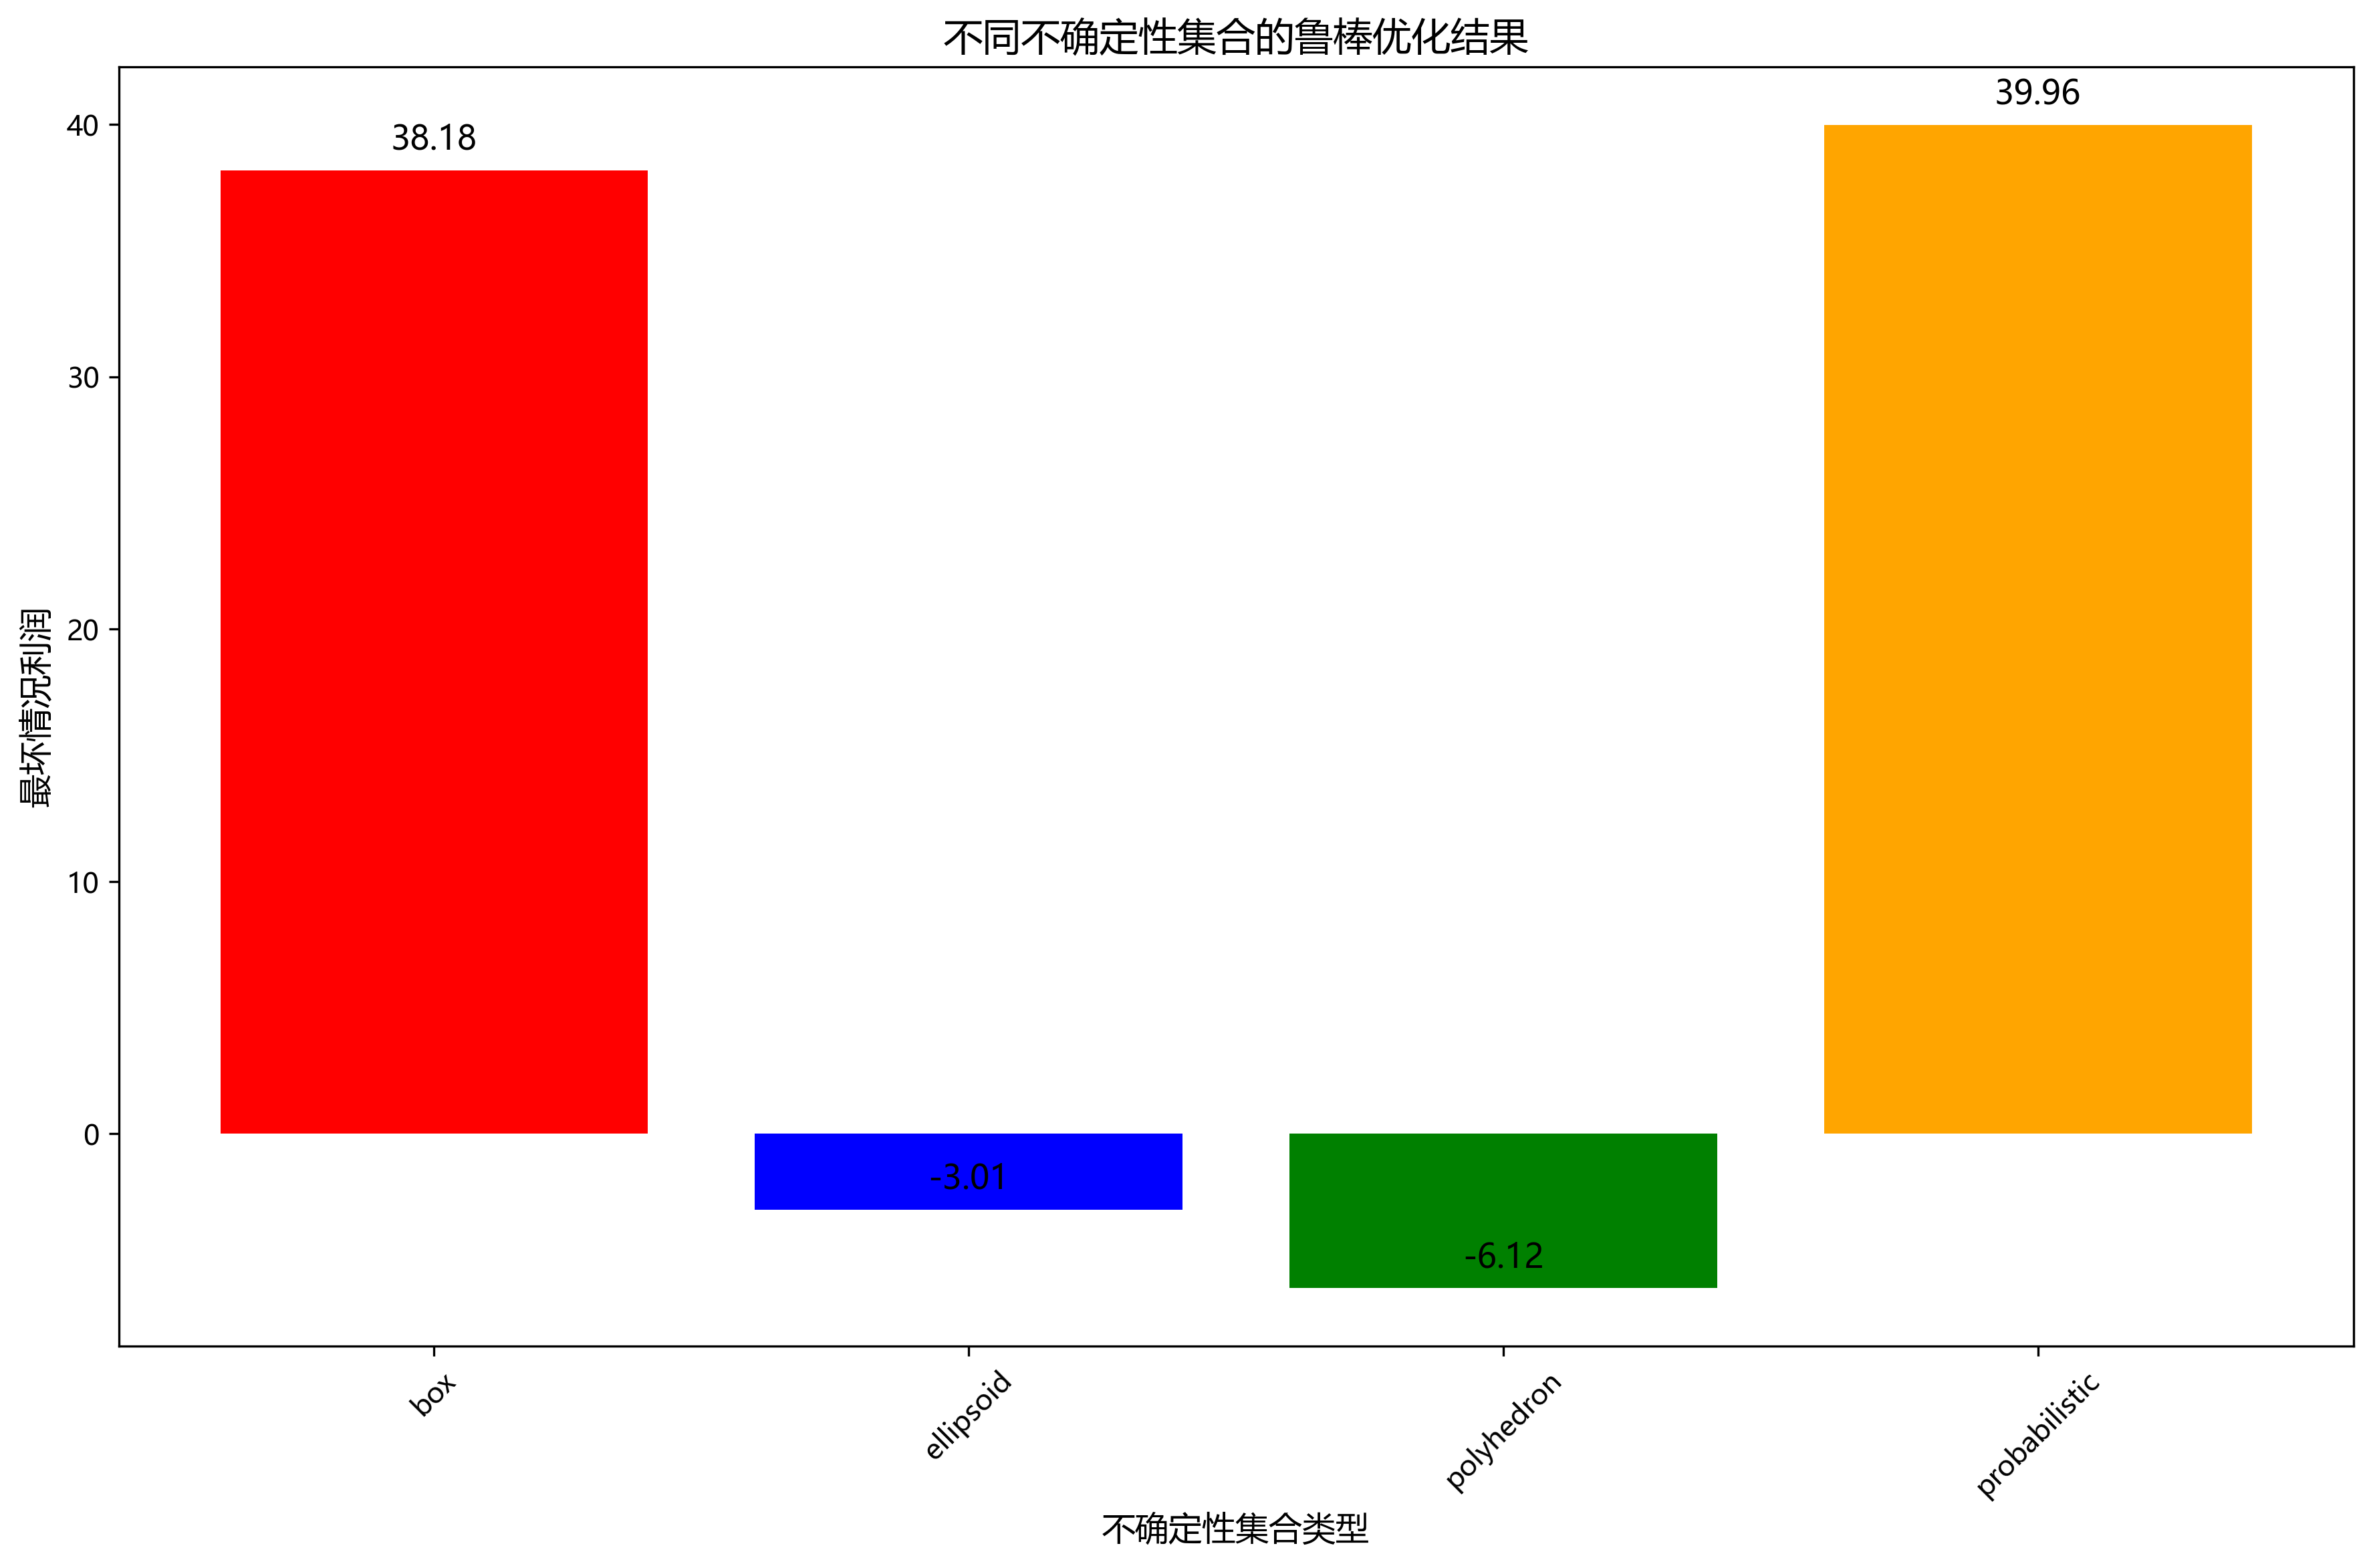 不同不确定性集合的鲁棒优化结果
最坏情况利润
40
30
20
10
0
38.18
-3.01
-6.12
39.96
box
ellipsoid
polyhedron
probabilistic
不确定性集合类型